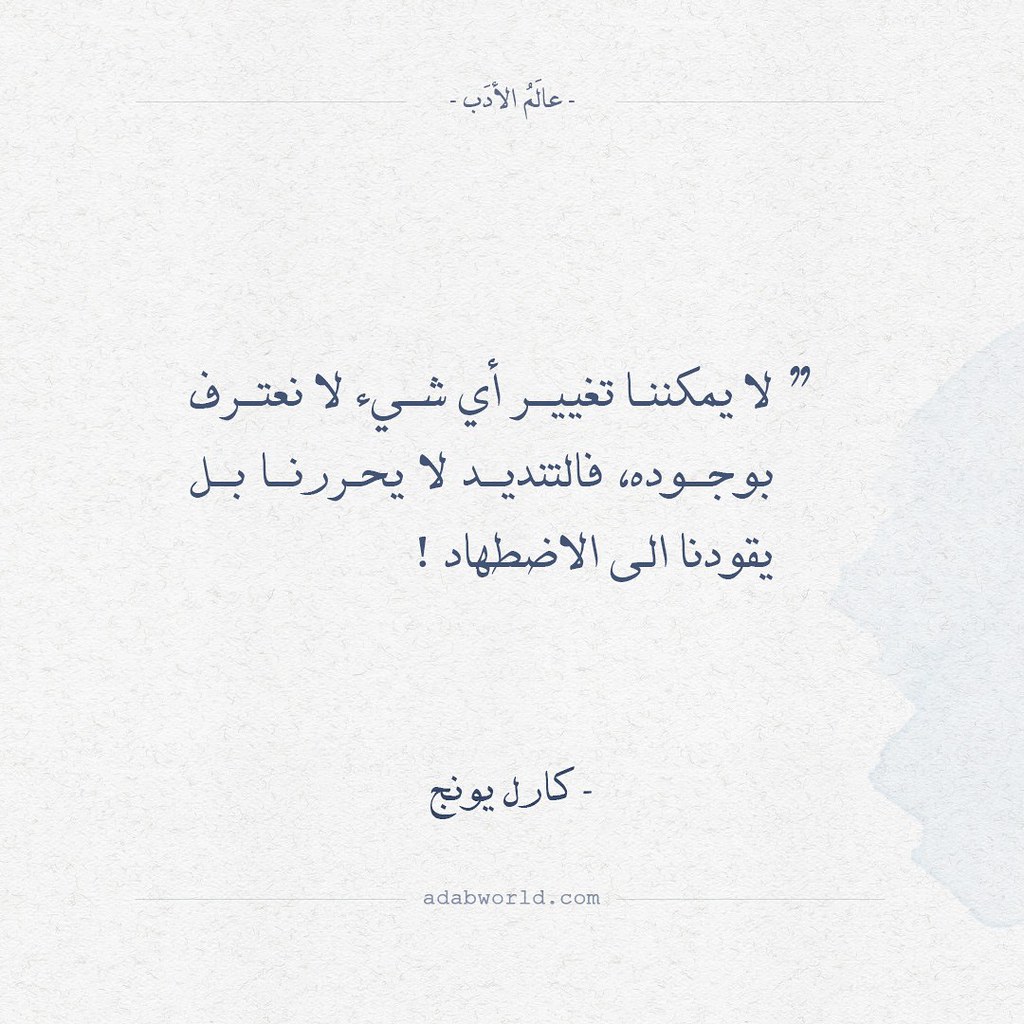 - عالَمُ الأدَب -
” لا يمكننا تغيير أي شيء لا نعترف
بوجوده، فالتنديد لا يحررنا بل
يقودنا الى الاضطهاد !
- كارل يونج
adabworld.com